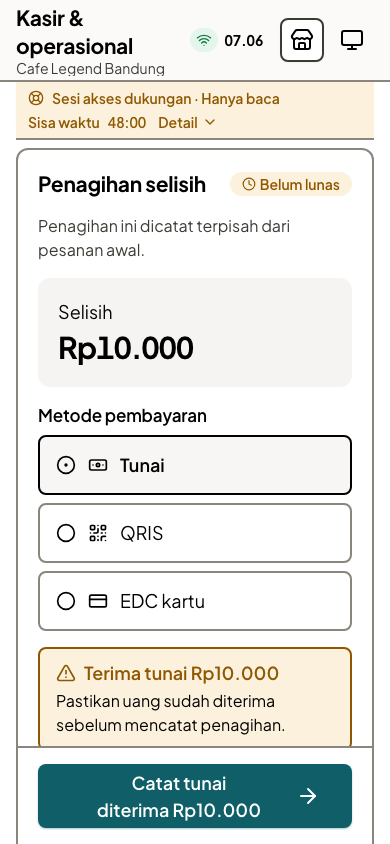 Kasir &
operasional
Cafe Legend Bandung
07.06
Sesi akses dukungan · Hanya baca
Sisa waktu 48:00 Detail
Penagihan selisih
Belum lunas
Penagihan ini dicatat terpisah dari
pesanan awal.
Selisih
Rp10.000
Metode pembayaran
Tunai
QRIS
EDC kartu
Terima tunai Rp10.000
Pastikan uang sudah diterima
sebelum mencatat penagihan.
Catat tunai
diterima Rp10.000